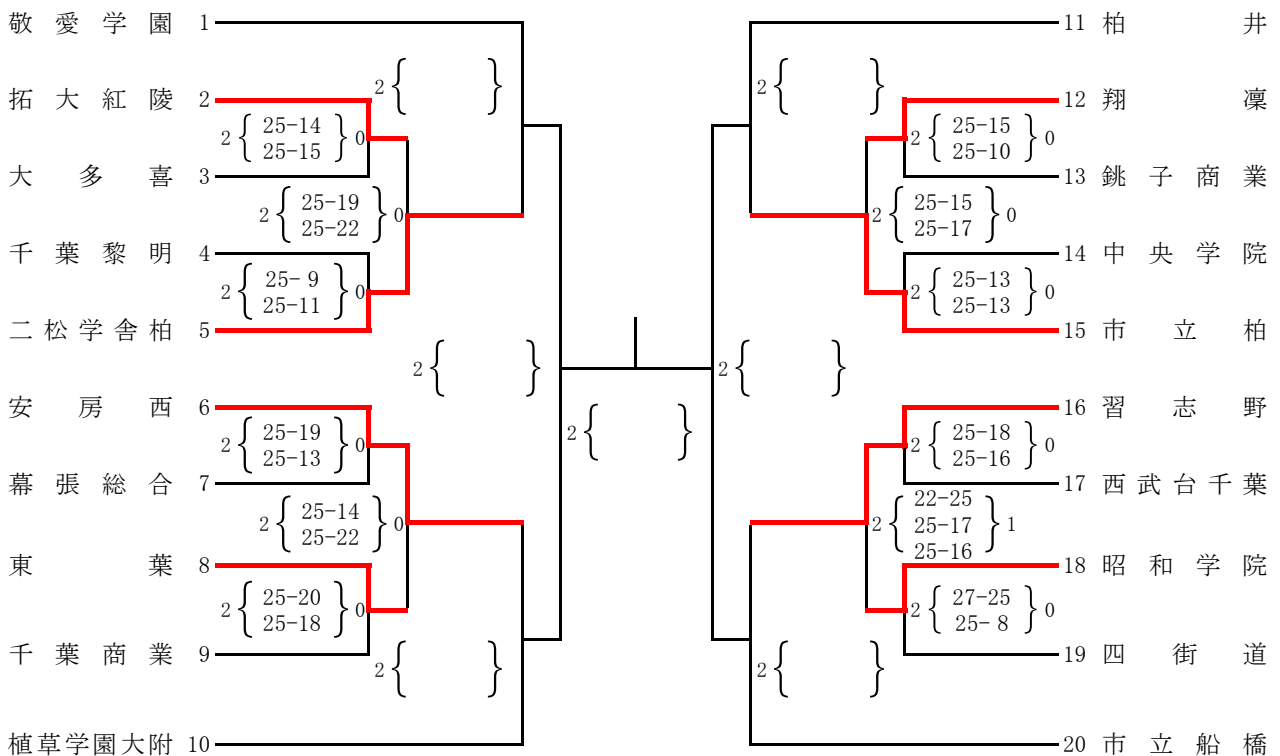 敬愛学園 1
2
拓大紅陵 2
2 25-14 0
25-15
大多喜 3
2 25-19 0
25-22
千葉黎明 4
2 25- 9 0
25-11
二松学舎柏 5
2
安房西 6
2 25-19 0
25-13
幕張総合 7
2 25-14 0
25-22
東葉 8
2 25-20 0
25-18
千葉商業 9
2
植草学園大附 10
2
11 柏井
2
12 翔凜
2 25-15 0
25-10
13 銚子商業
2 25-15 0
25-17
14 中央学院
2 25-13 0
25-13
15 市立柏
2
16 習志野
2 25-18 0
25-16
17 西武台千葉
22-25
2 25-17 1
25-16
18 昭和学院
2 27-25 0
25- 8
19 四街道
2
20 市立船橋